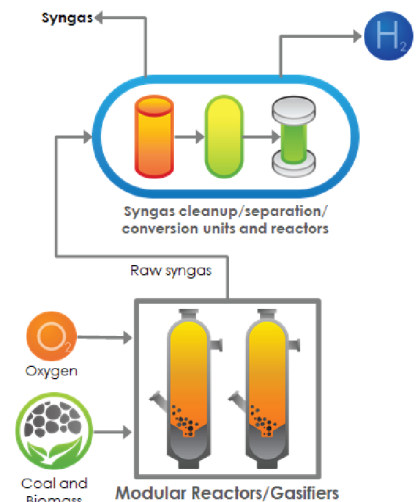 Syngas
H2
Syngas cleanup/separation/
conversion units and reactors
Raw syngas
O2
Oxygen
Coal and
Biomass
Modular Reactors/Gasifiers